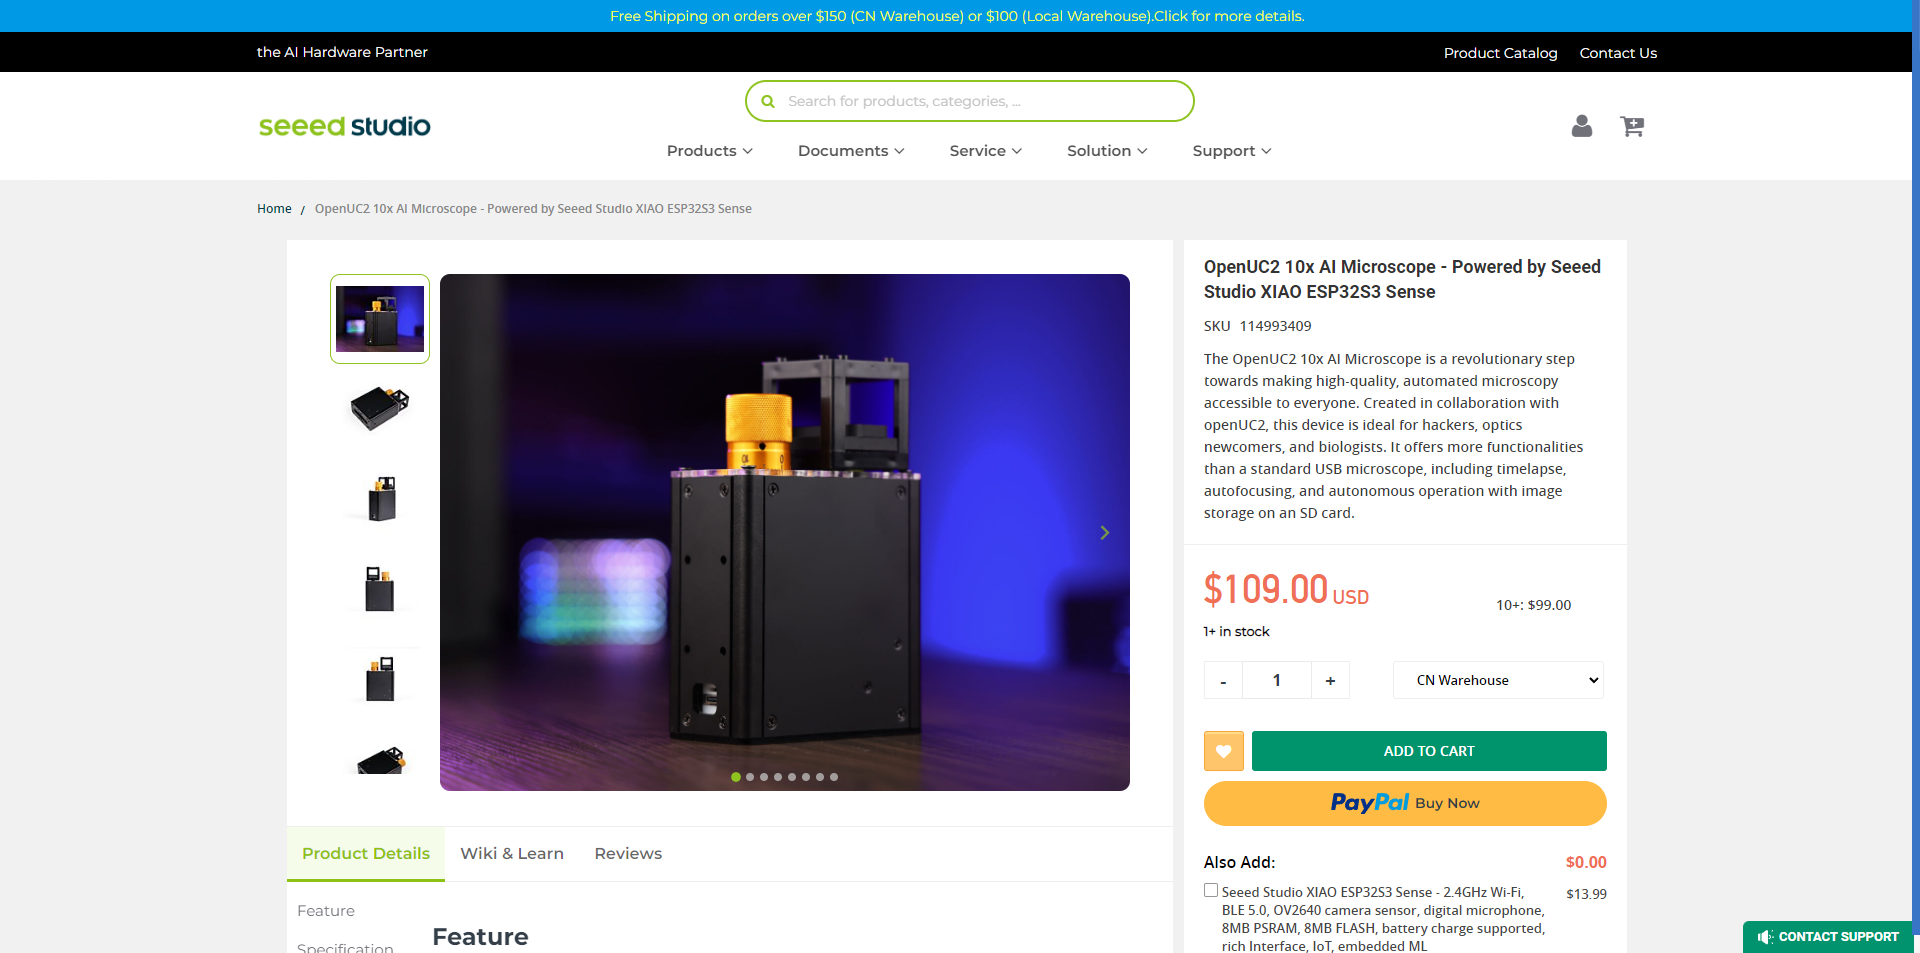 Free Shipping on orders over $150 (CN Warehouse) or $100 (Local Warehouse).Click for more details.
the AI Hardware Partner
Product Catalog Contact Us
Search for products, categories, ...
seeed studio
Products Documents Service Solution Support
Home / OpenUC2 10x AI Microscope - Powered by Seeed Studio XIAO ESP32S3 Sense
OpenUC2 10x AI Microscope - Powered by Seeed
Studio XIAO ESP32S3 Sense
SKU 114993409
The OpenUC2 10x AI Microscope is a revolutionary step
towards making high-quality, automated microscopy
accessible to everyone. Created in collaboration with
openUC2, this device is ideal for hackers, optics
newcomers, and biologists. It offers more functionalities
than a standard USB microscope, including timelapse,
autofocusing, and autonomous operation with image
storage on an SD card.
$109.00 USD
10+: $99.00
1+ in stock
- 1 +
CN Warehouse
ADD TO CART
PayPal Buy Now
Also Add: $0.00
Seeed Studio XIAO ESP32S3 Sense - 2.4GHz Wi-Fi, $13.99
BLE 5.0, OV2640 camera sensor, digital microphone,
8MB PSRAM, 8MB FLASH, battery charge supported,
rich Interface, IoT, embedded ML
Product Details Wiki & Learn Reviews
Feature
Specification
Feature
CONTACT SUPPORT